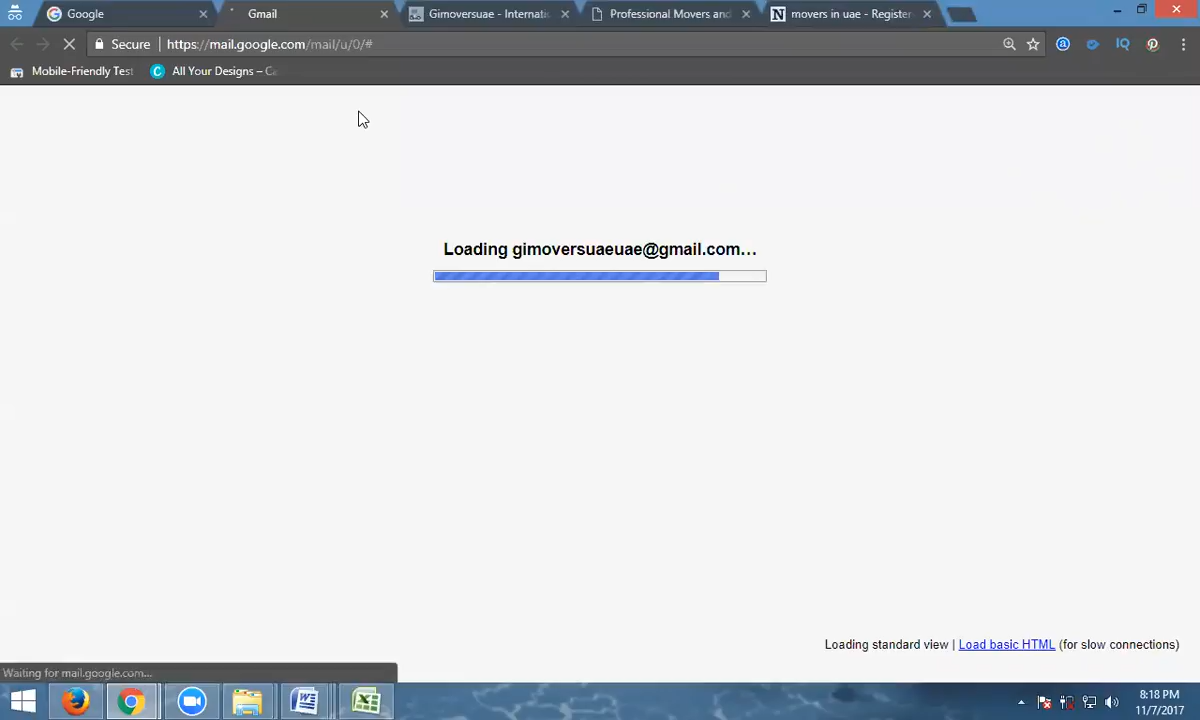 Google
Gmail
Gimoversuae - Internati
Professional Movers and
movers in uae - Register
Secure
https://mail.google.com/mail/u/0/#
Mobile-Friendly Test
All Your Designs – Ca
Loading gimoversuaeuae@gmail.com…
Loading standard view | Load basic HTML (for slow connections)
Waiting for mail.google.com...
8:18 PM
11/7/2017